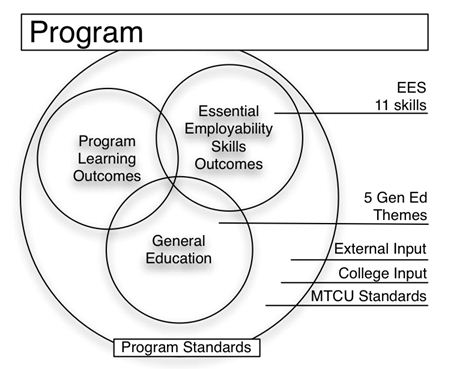 Program
EES
11 skills
Essential
Employability
Skills
Outcomes
Program
Learning
Outcomes
5 Gen Ed
Themes
General
Education
External Input
College Input
MTCU Standards
Program Standards